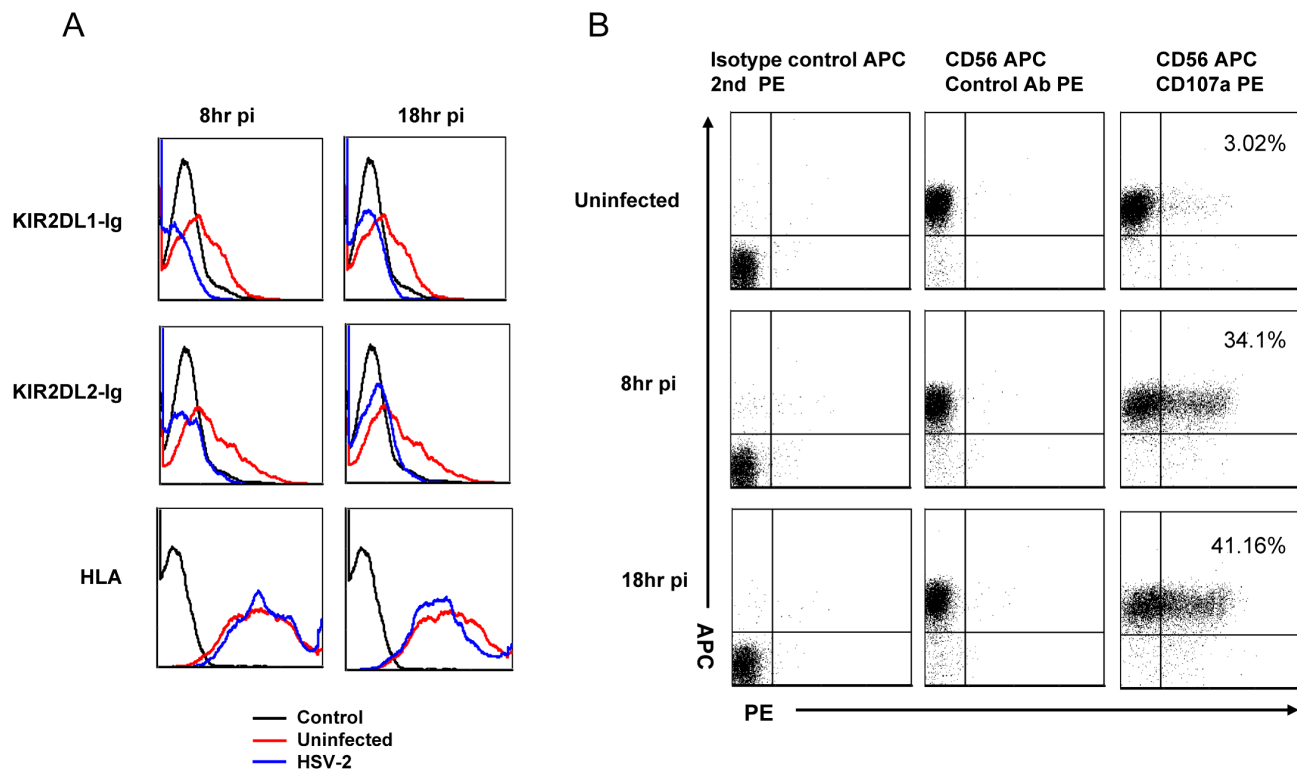 A
8hr pi
18hr pi
KIR2DL1-Ig
KIR2DL2-Ig
HLA
Control
Uninfected
HSV-2
B
Isotype control APC
2nd PE
CD56 APC
Control Ab PE
CD56 APC
CD107a PE
Uninfected
3.02%
8hr pi
34.1%
18hr pi
41.16%
APC
PE